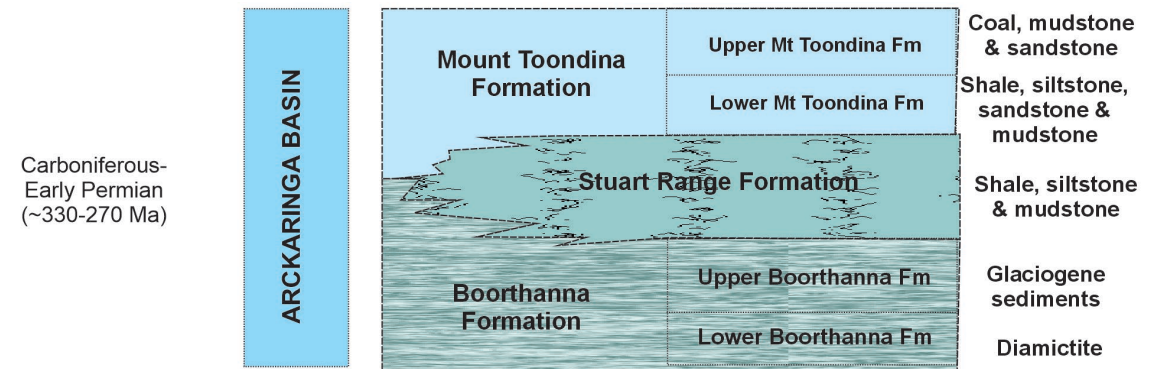 Carboniferous-
Early Permian
(~330-270 Ma)
ARCKARINGA BASIN
Mount Toondina
Formation
Upper Mt Toondina Fm
Lower Mt Toondina Fm
Coal, mudstone
& sandstone
Shale, siltstone,
sandstone &
mudstone
Stuart Range Formation
Shale, siltstone
& mudstone
Boorthanna
Formation
Upper Boorthanna Fm
Lower Boorthanna Fm
Glaciogene
sediments
Diamictite